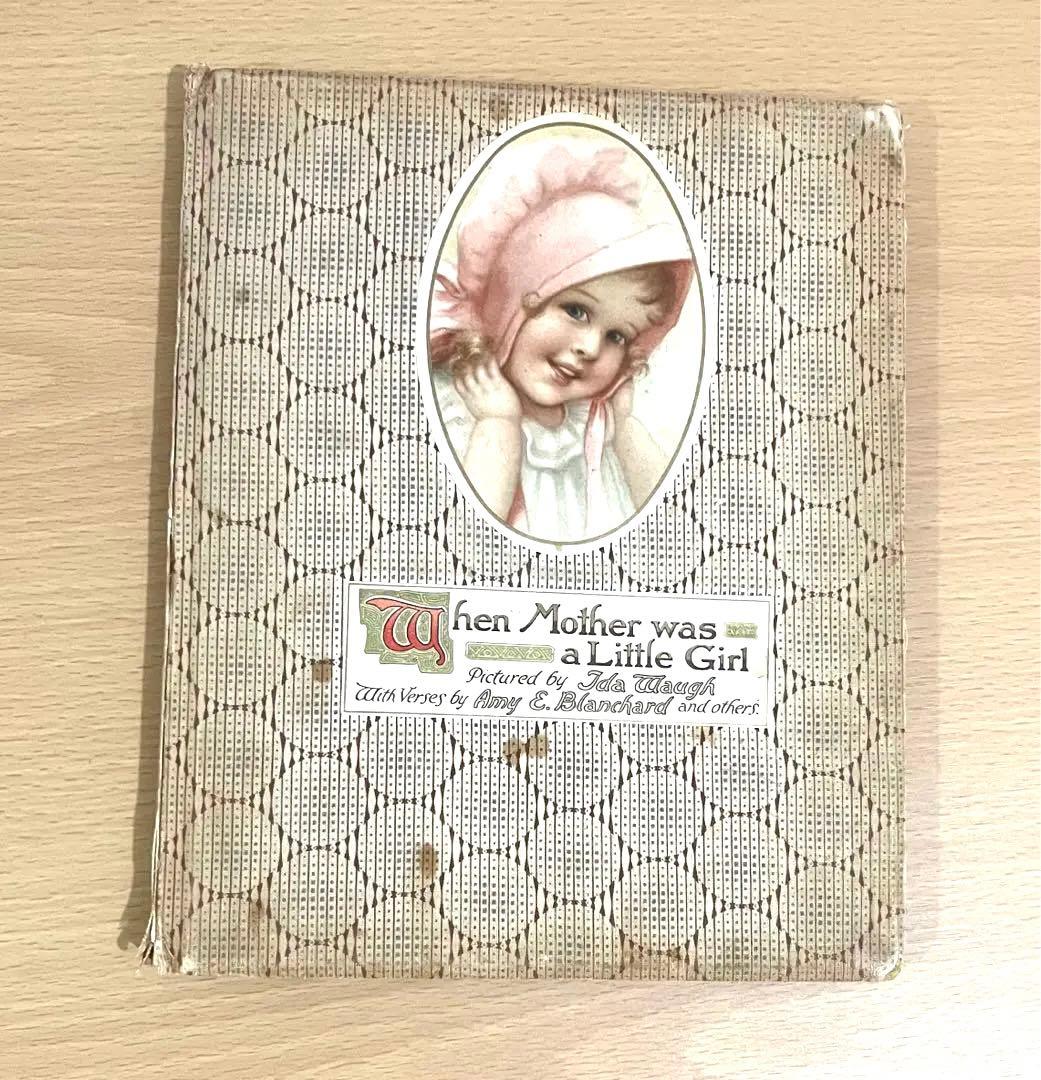 When Mother was
a Little Girl
Pictured by Ida Waugh
With Verses by Amy E. Blanchard and others.